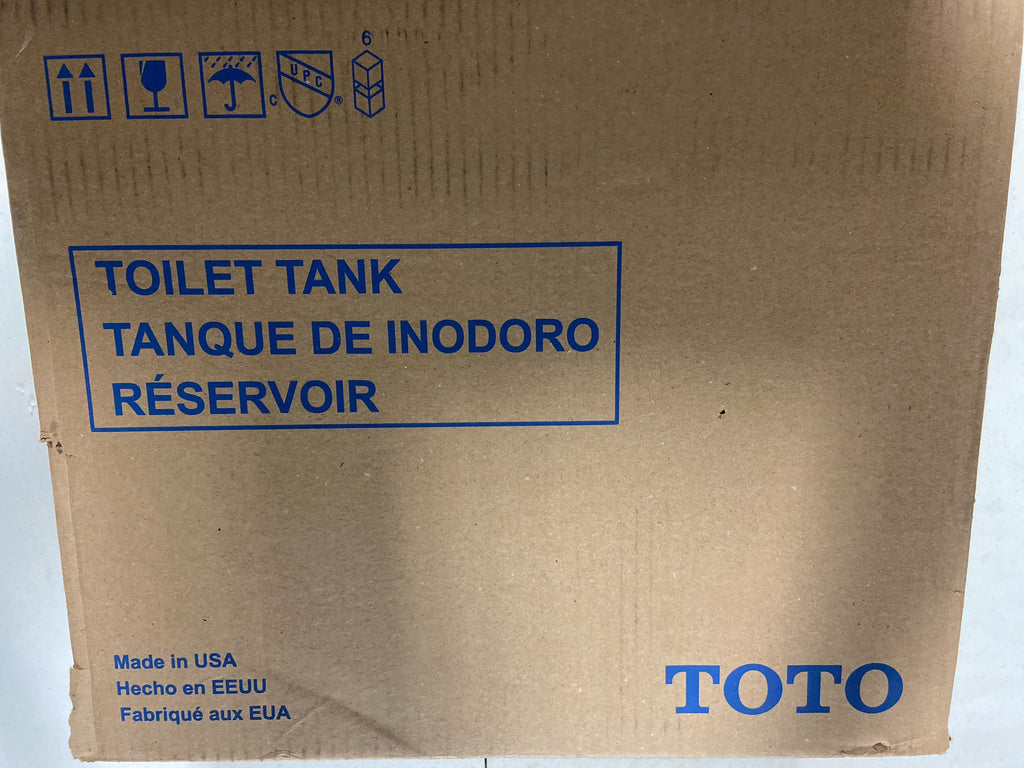 6
C UPC ®
TOILET TANK
TANQUE DE INODORO
RÉSERVOIR
Made in USA
Hecho en EEUU
Fabriqué aux EUA
TOTO